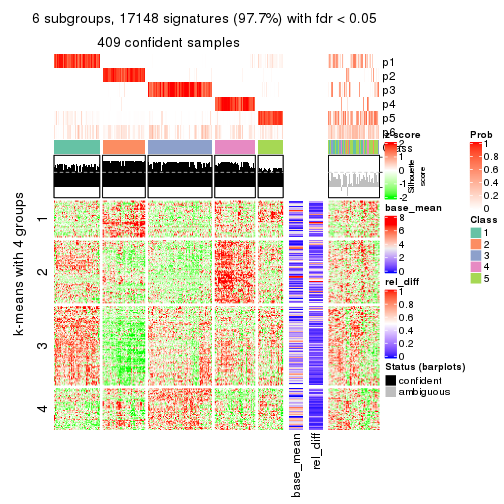 6 subgroups, 17148 signatures (97.7%) with fdr < 0.05
409 confident samples
p1
p2
p3
p4
p5
p6
Class
Silhouette
score
k-means with 4 groups
1
2
3
4
base_mean
rel_diff
z-score
2
1
0
-1
-2
base_mean
8
6
4
2
0
rel_diff
1
0.8
0.6
0.4
0.2
0
Status (barplots)
confident
ambiguous
Prob
1
0.8
0.6
0.4
0.2
0
Class
1
2
3
4
5